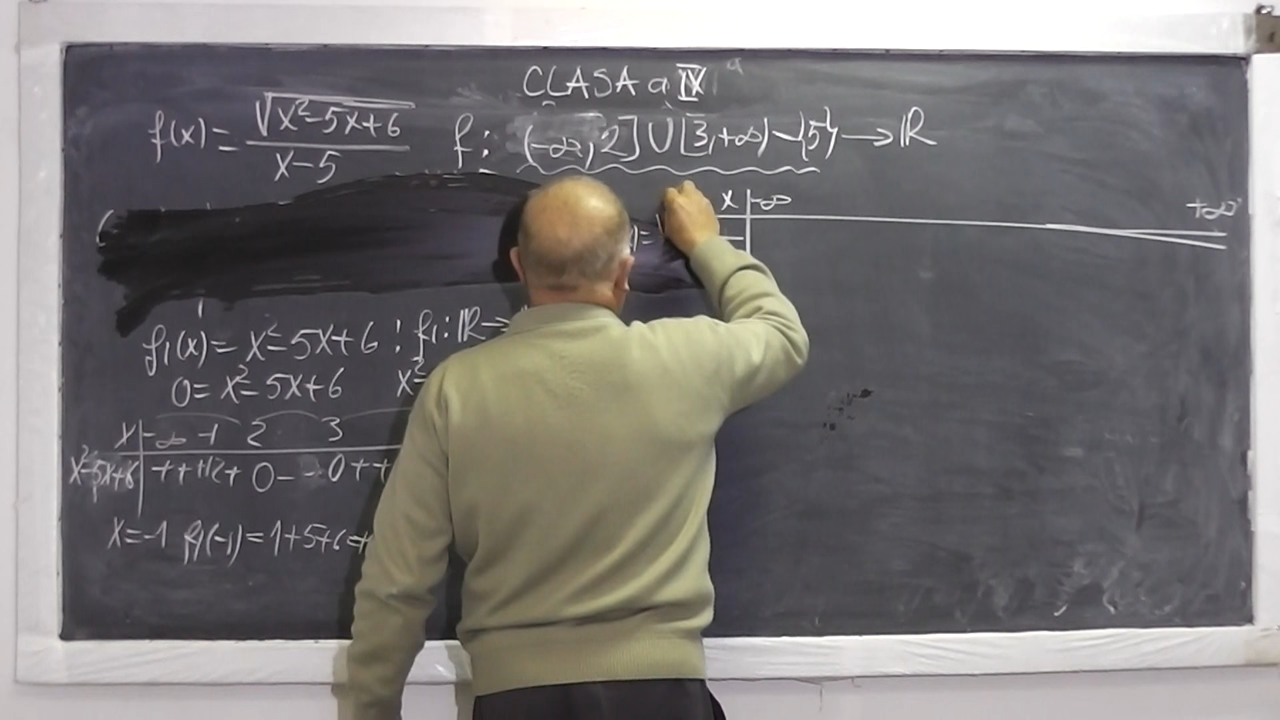 CLASA a IX a
f(x) = √(x²-5x+6) / (x-5) f: (-∞, 2] ∪ [3, +∞) \ {5} → ℝ
x -∞ +∞
f₁(x) = x²-5x+6 ; f₁: ℝ →
0 = x²-5x+6 x²
x -∞ -1 2 3
x²-5x+6 + + +12 + 0 - - 0 + +
x = -1 f₁(-1) = 1+5+6 = +